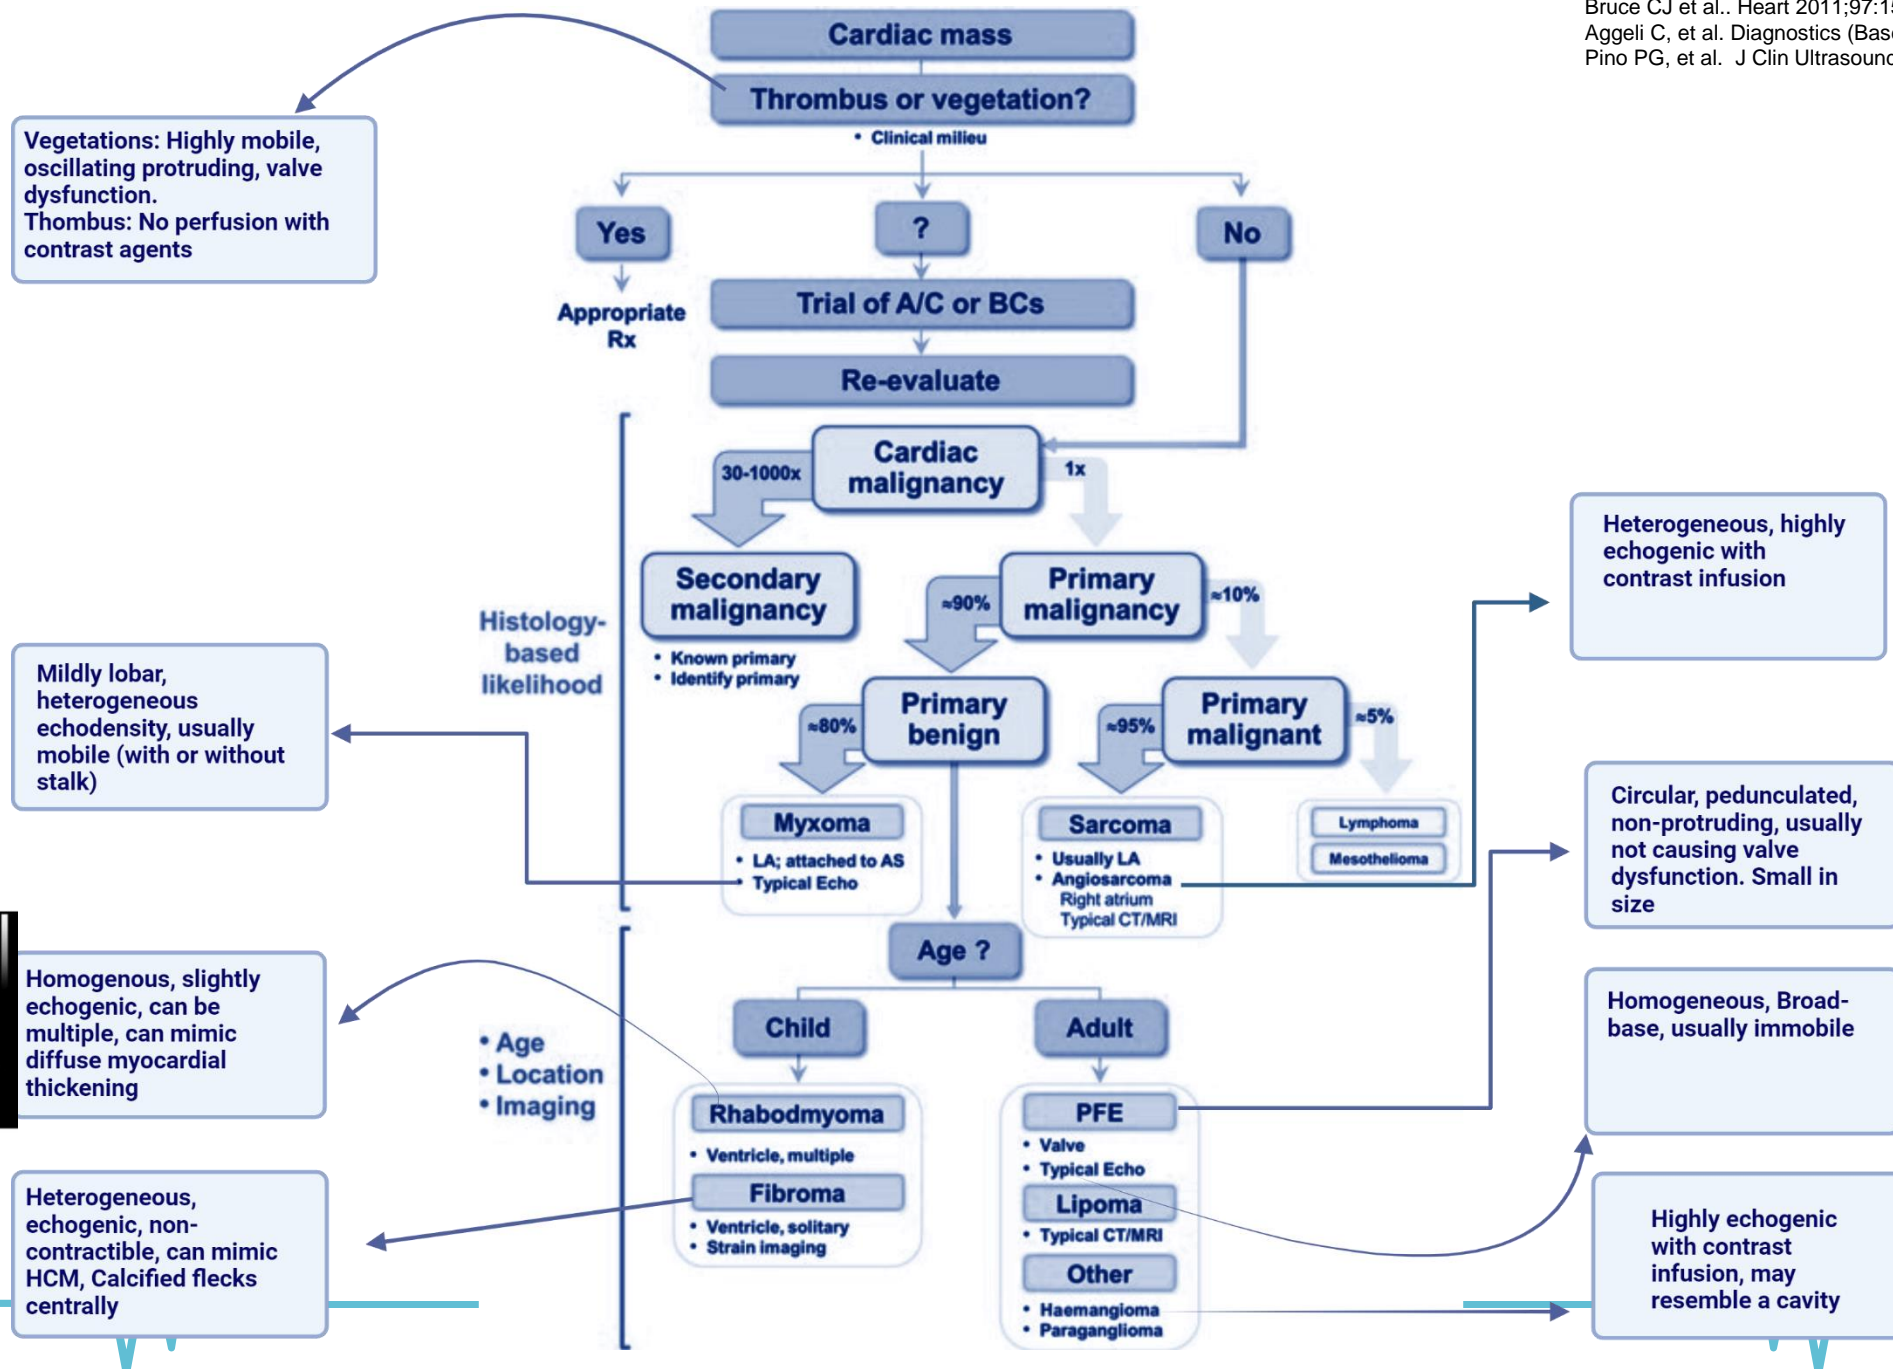 Bruce CJ et al.. Heart 2011;97:15
Aggeli C, et al. Diagnostics (Base
Pino PG, et al.  J Clin Ultrasound
Cardiac mass
Thrombus or vegetation?
• Clinical milieu
Vegetations: Highly mobile,
oscillating protruding, valve
dysfunction.
Thombus: No perfusion with
contrast agents
Yes
?
No
Appropriate
Rx
Trial of A/C or BCs
Re-evaluate
Cardiac
malignancy
30-1000x
1x
Secondary
malignancy
• Known primary
• Identify primary
Primary
malignancy
≈90%
≈10%
Histology-
based
likelihood
Primary
benign
Primary
malignant
≈80%
≈95%
≈5%
Myxoma
• LA; attached to AS
• Typical Echo
Sarcoma
• Usually LA
• Angiosarcoma
Right atrium
Typical CT/MRI
Lymphoma
Mesothelioma
Heterogeneous, highly
echogenic with
contrast infusion
Mildly lobar,
heterogeneous
echodensity, usually
mobile (with or without
stalk)
Circular, pedunculated,
non-protruding, usually
not causing valve
dysfunction. Small in
size
Age ?
Child
Adult
• Age
• Location
• Imaging
Homogenous, slightly
echogenic, can be
multiple, can mimic
diffuse myocardial
thickening
Homogeneous, Broad-
base, usually immobile
Rhabodmyoma
• Ventricle, multiple
Fibroma
• Ventricle, solitary
• Strain imaging
PFE
• Valve
• Typical Echo
Lipoma
• Typical CT/MRI
Other
• Haemangioma
• Paraganglioma
Heterogeneous,
echogenic, non-
contractible, can mimic
HCM, Calcified flecks
centrally
Highly echogenic
with contrast
infusion, may
resemble a cavity